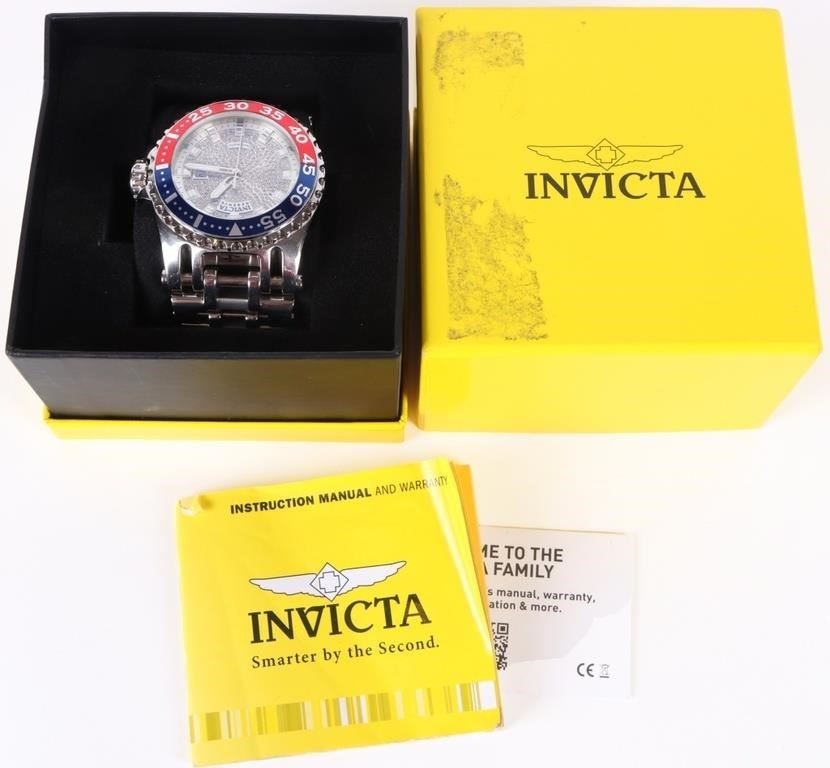 25 30 35 40 45 50 55
INVICTA
INVICTA
INSTRUCTION MANUAL AND WARRANTY
INVICTA
Smarter by the Second.
ME TO THE
A FAMILY
s manual, warranty,
ation & more.
CE